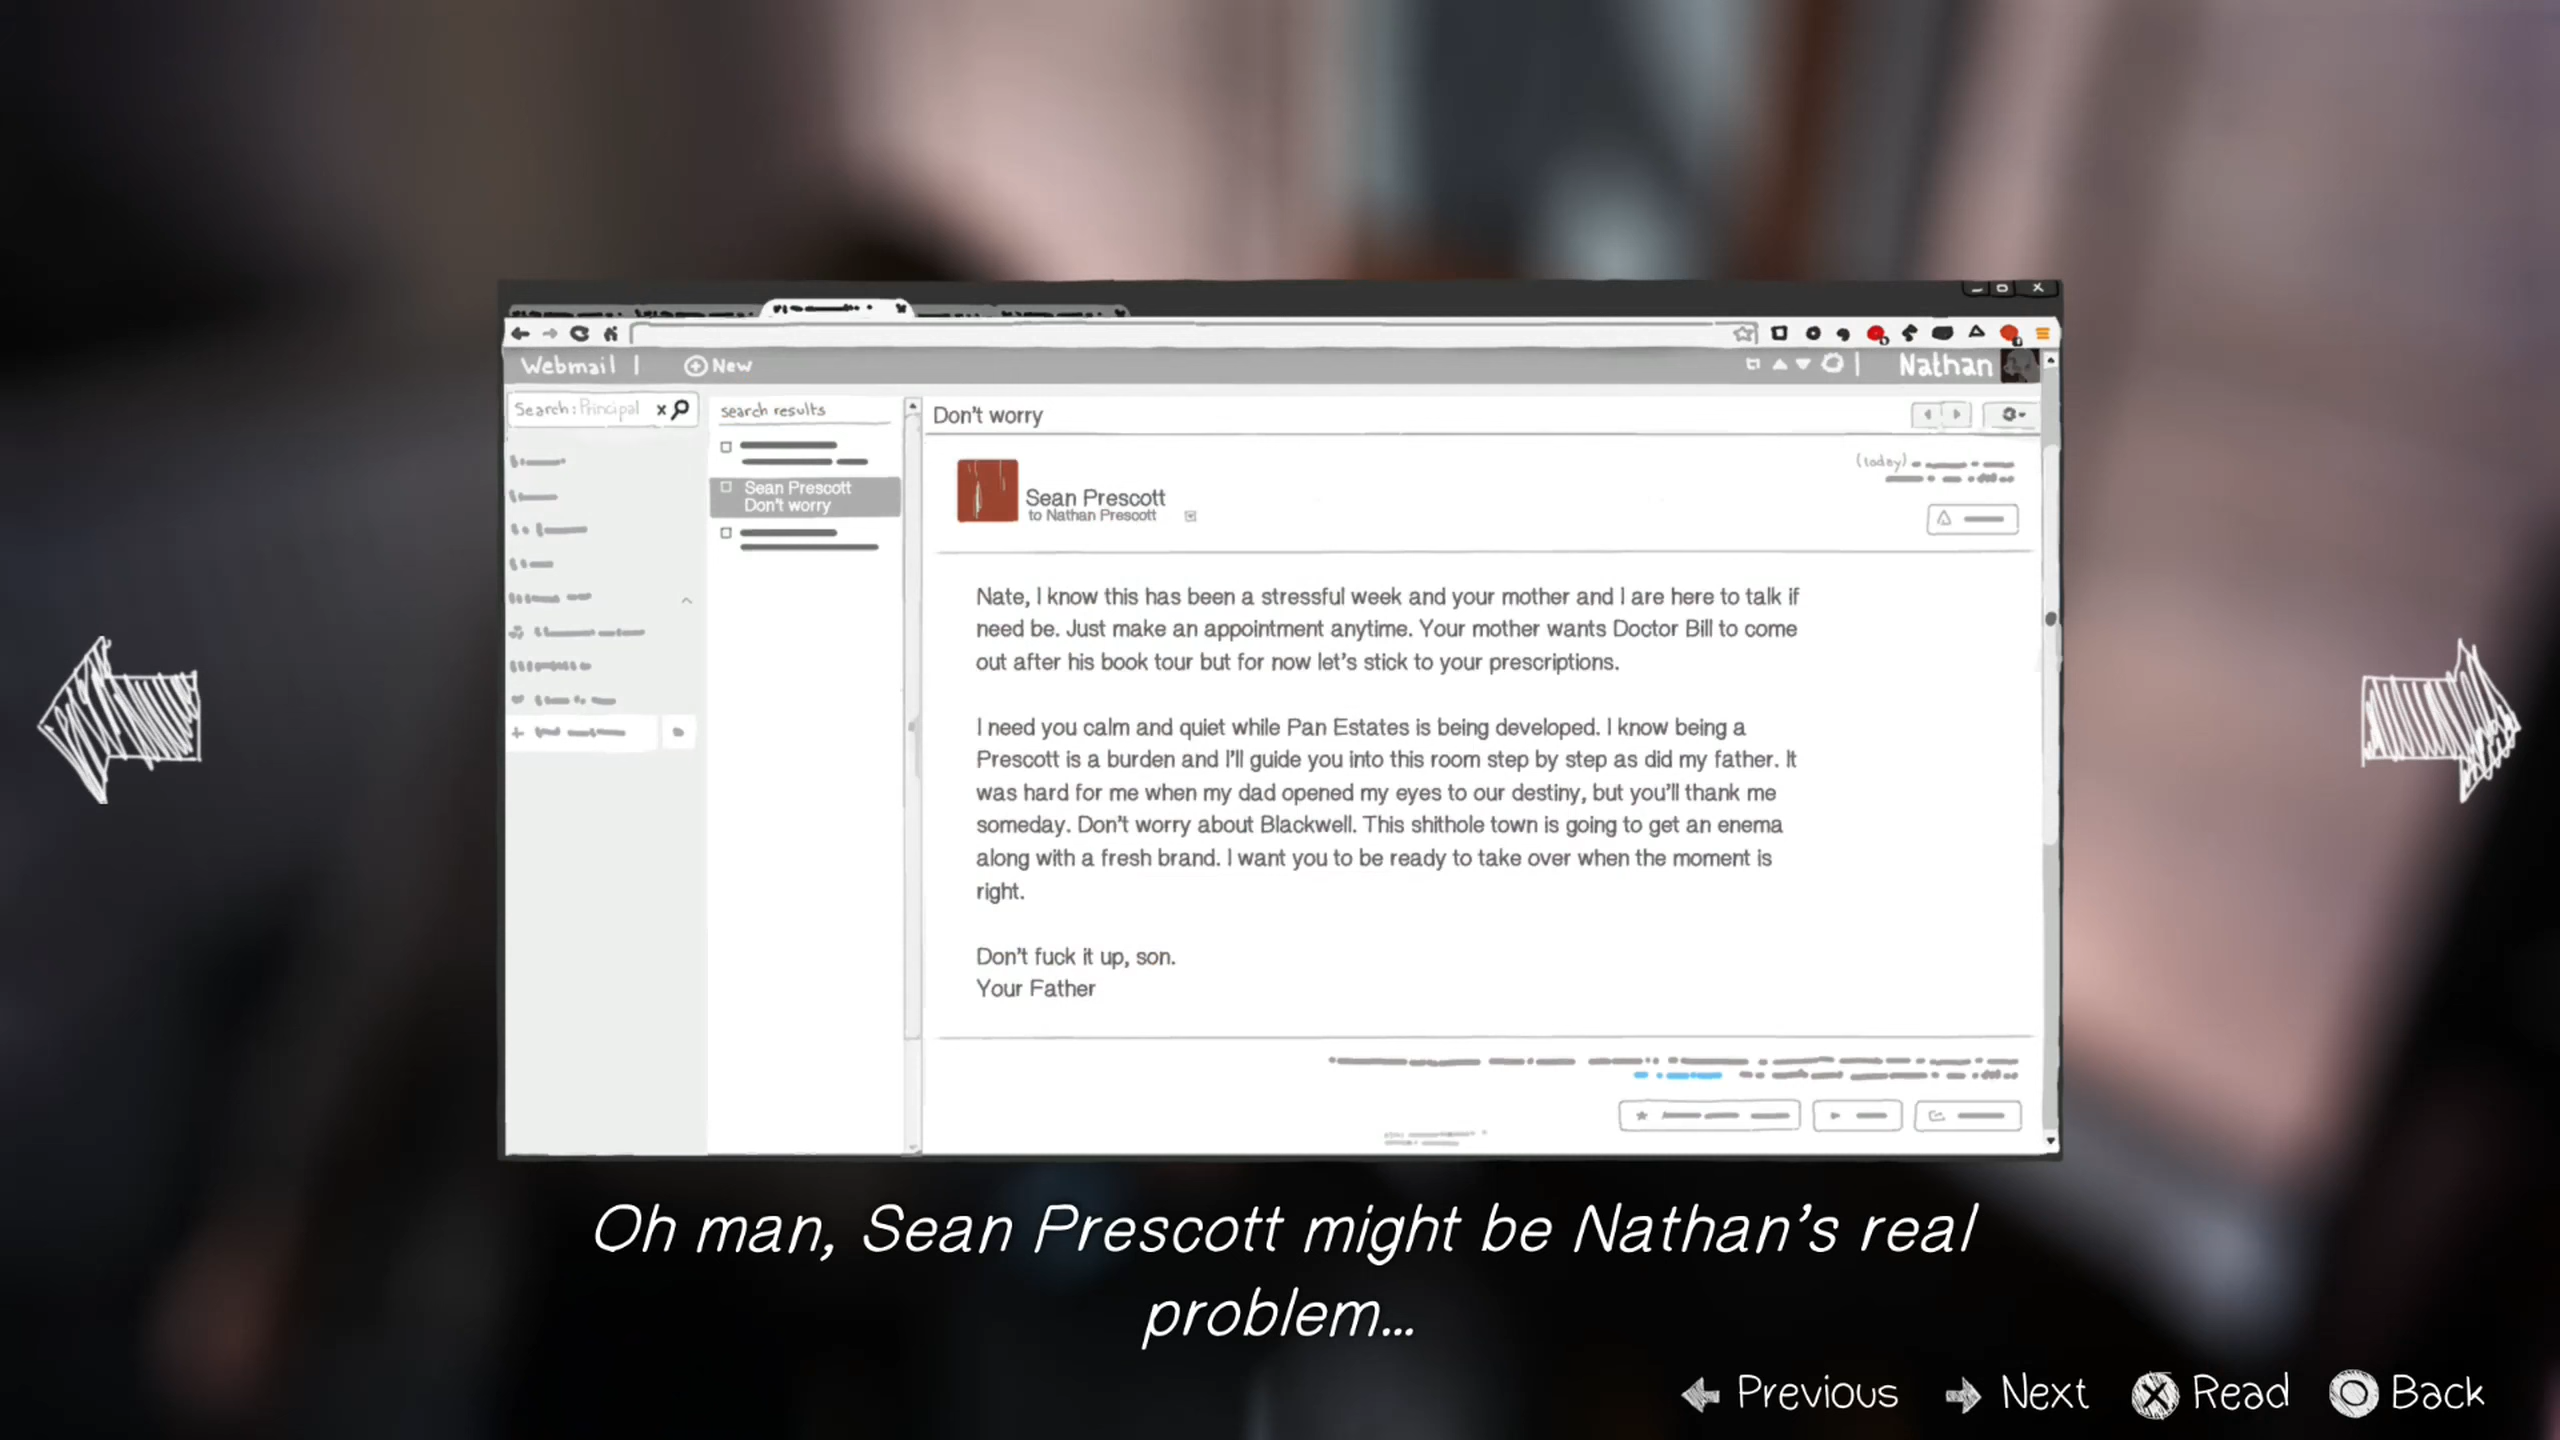 Webmail | New
Nathan
Search: Principal x
search results
Sean Prescott
Don't worry
Don't worry
(today)
Sean Prescott
to Nathan Prescott
Nate, I know this has been a stressful week and your mother and I are here to talk if
need be. Just make an appointment anytime. Your mother wants Doctor Bill to come
out after his book tour but for now let's stick to your prescriptions.
I need you calm and quiet while Pan Estates is being developed. I know being a
Prescott is a burden and I'll guide you into this room step by step as did my father. It
was hard for me when my dad opened my eyes to our destiny, but you'll thank me
someday. Don't worry about Blackwell. This shithole town is going to get an enema
along with a fresh brand. I want you to be ready to take over when the moment is
right.
Don't fuck it up, son.
Your Father
Oh man, Sean Prescott might be Nathan's real
problem...
Previous Next Read Back